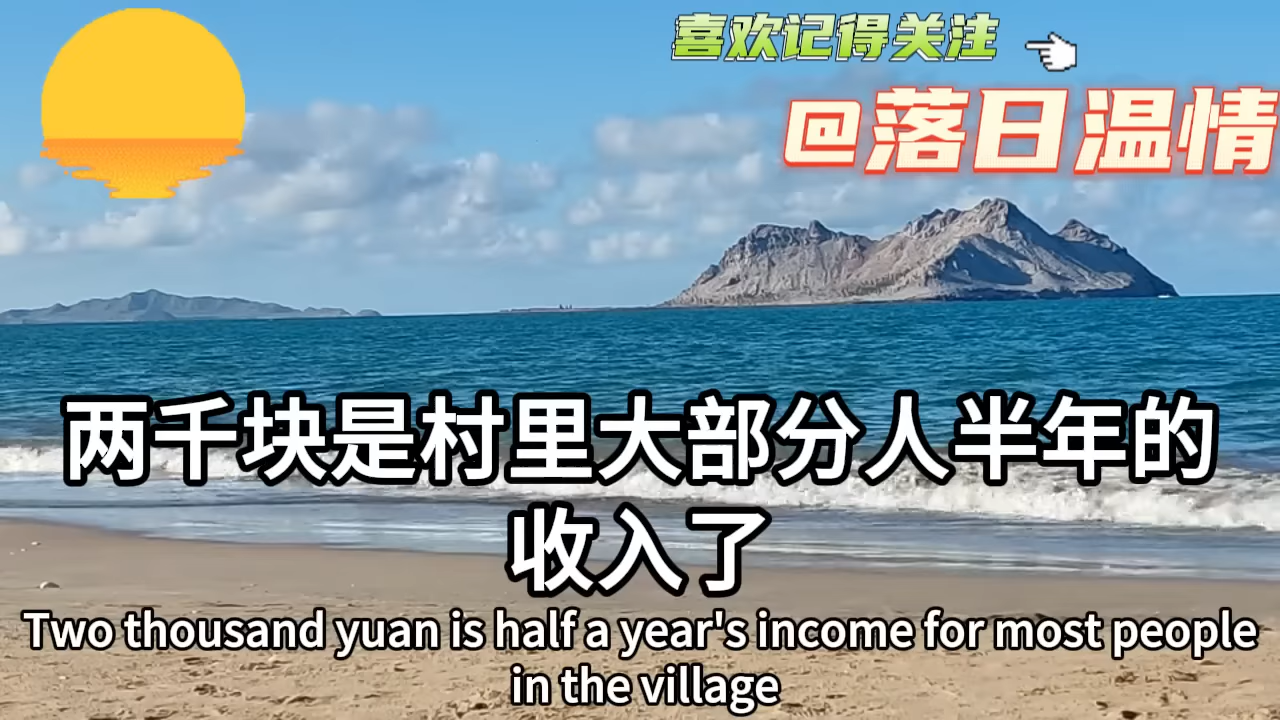 喜欢记得关注
@落日温情
两千块是村里大部分人半年的
收入了
Two thousand yuan is half a year's income for most people
in the village